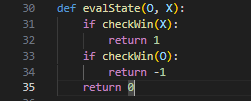 30 def evalState(O, X):
31     if checkWin(X):
32         return 1
33     if checkWin(O):
34         return -1
35     return 0